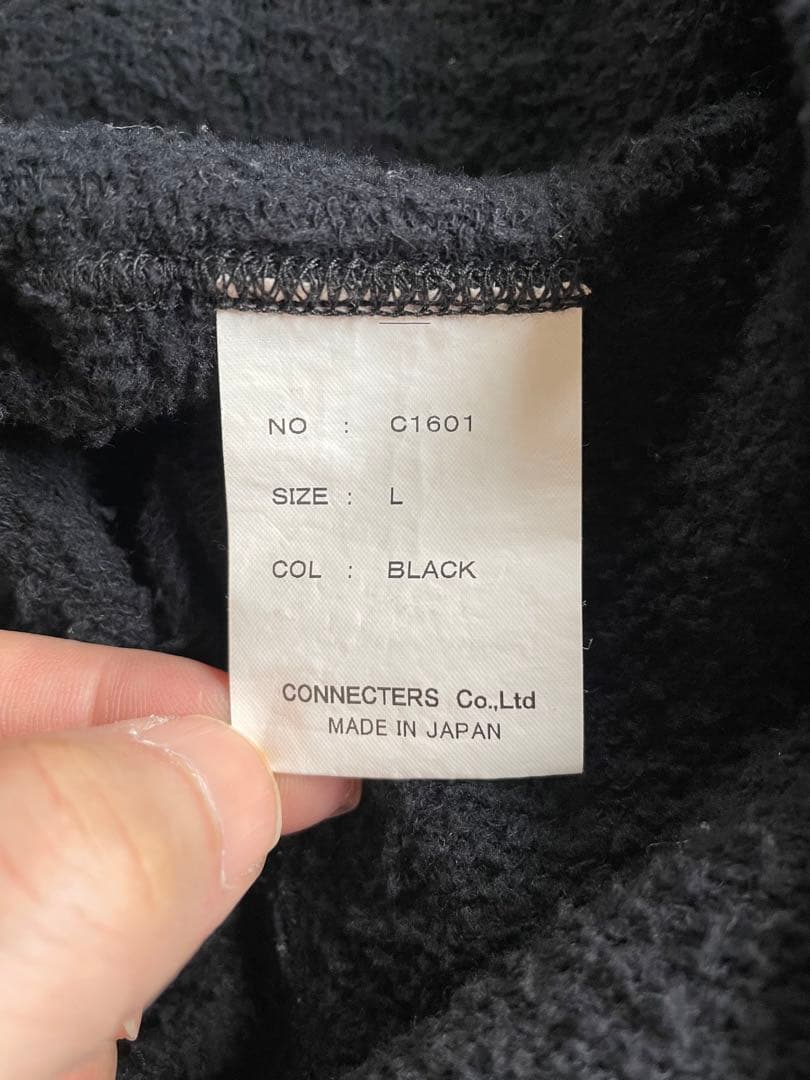 NO : C1601
SIZE : L
COL : BLACK
CONNECTERS Co.,Ltd
MADE IN JAPAN